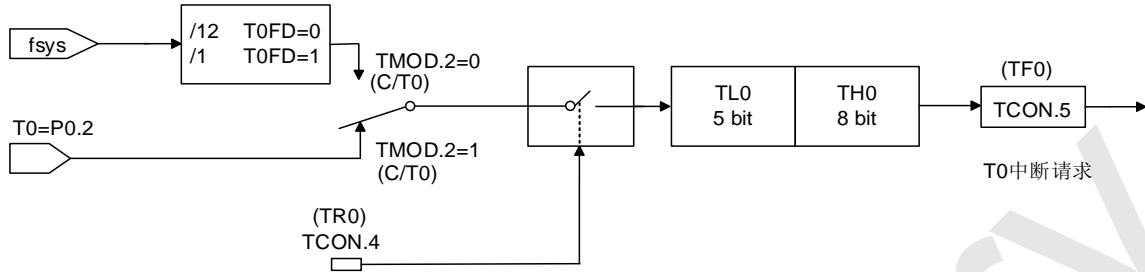 fsys
/12 T0FD=0
/1 T0FD=1
TMOD.2=0
(C/T0)
T0=P0.2
TMOD.2=1
(C/T0)
(TR0)
TCON.4
TL0
5 bit
TH0
8 bit
(TF0)
TCON.5
T0中断请求